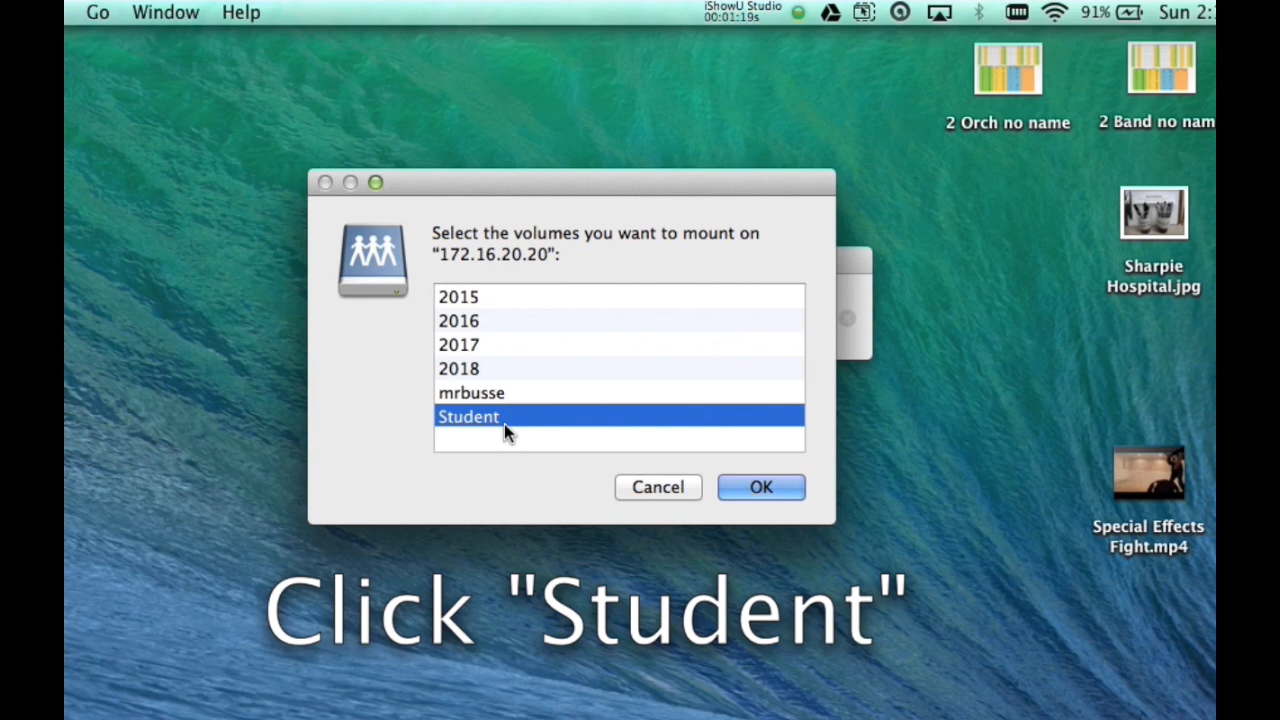 Go Window Help
iShowU Studio
00:01:19s
91%
Sun 2:
2 Orch no name
2 Band no nam
Sharpie
Hospital.jpg
Select the volumes you want to mount on
"172.16.20.20":
2015
2016
2017
2018
mrbusse
Student
Cancel
OK
Special Effects
Fight.mp4
Click "Student"